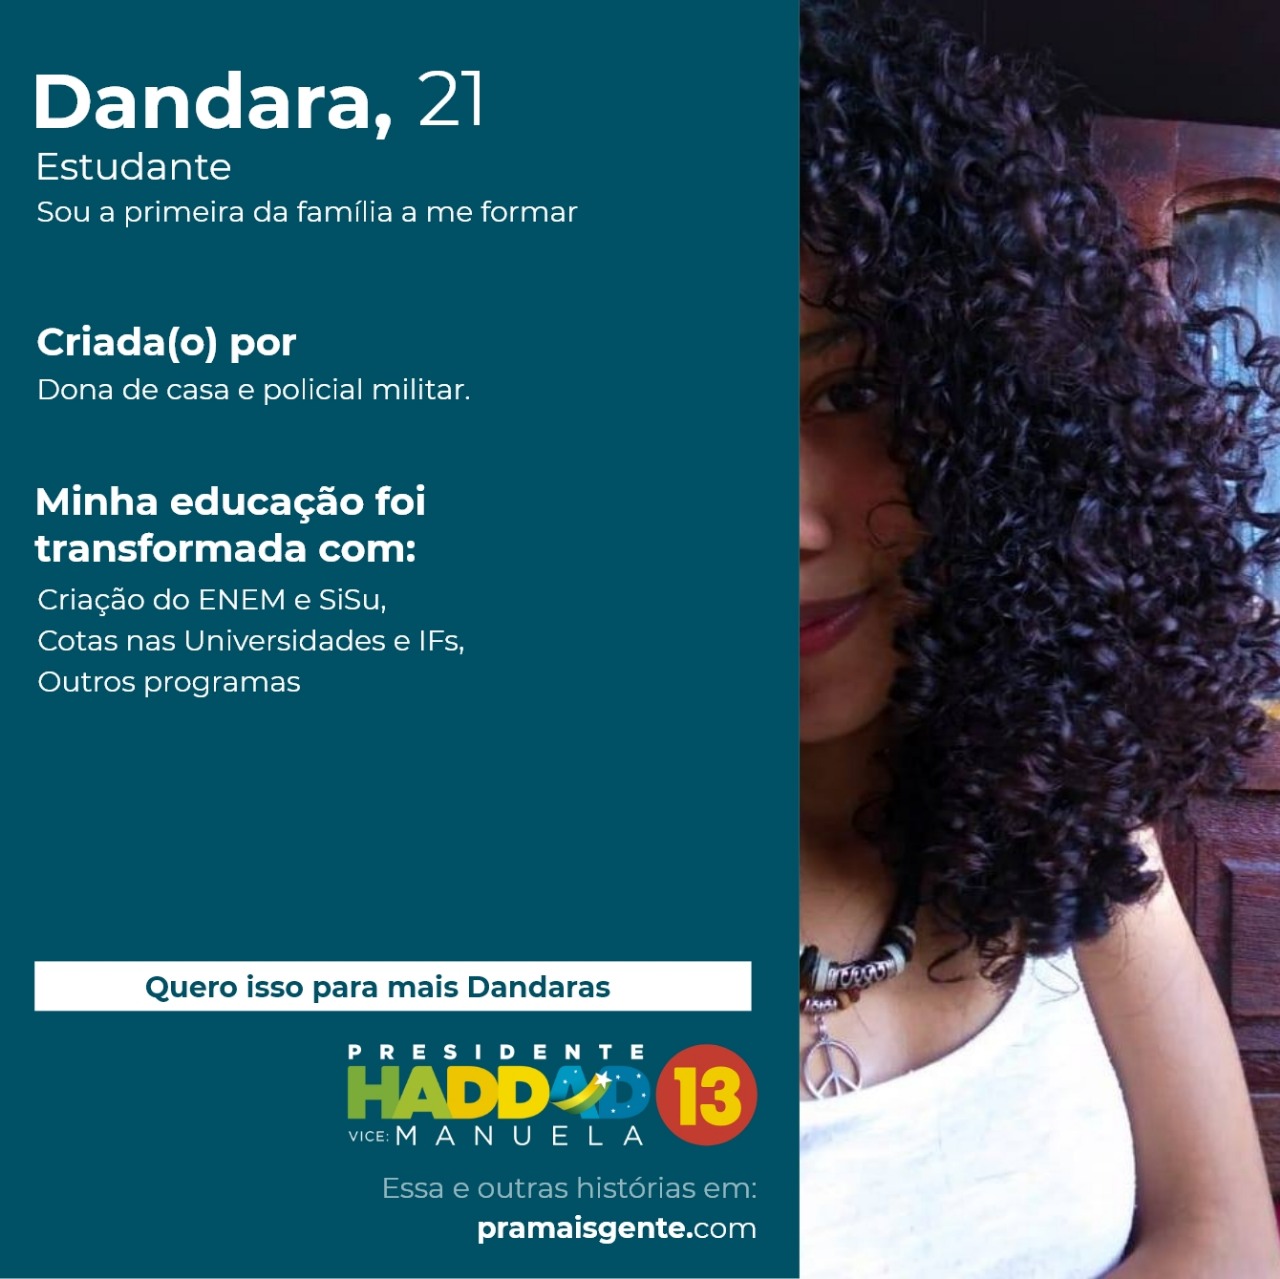 Dandara, 21
Estudante
Sou a primeira da família a me formar
Criada(o) por
Dona de casa e policial militar.
Minha educação foi
transformada com:
Criação do ENEM e SiSu,
Cotas nas Universidades e IFs,
Outros programas
Quero isso para mais Dandaras
PRESIDENTE
HADDAD 13
VICE: MANUELA
Essa e outras histórias em:
pramaisgente.com